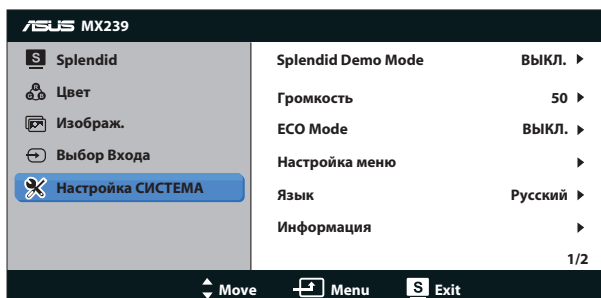 ASUS MX239
S Splendid
Цвет
Изображ.
Выбор Входа
Настройка СИСТЕМА
Splendid Demo Mode ВЫКЛ.
Громкость 50
ECO Mode ВЫКЛ.
Настройка меню
Язык Русский
Информация
1/2
Move Menu S Exit